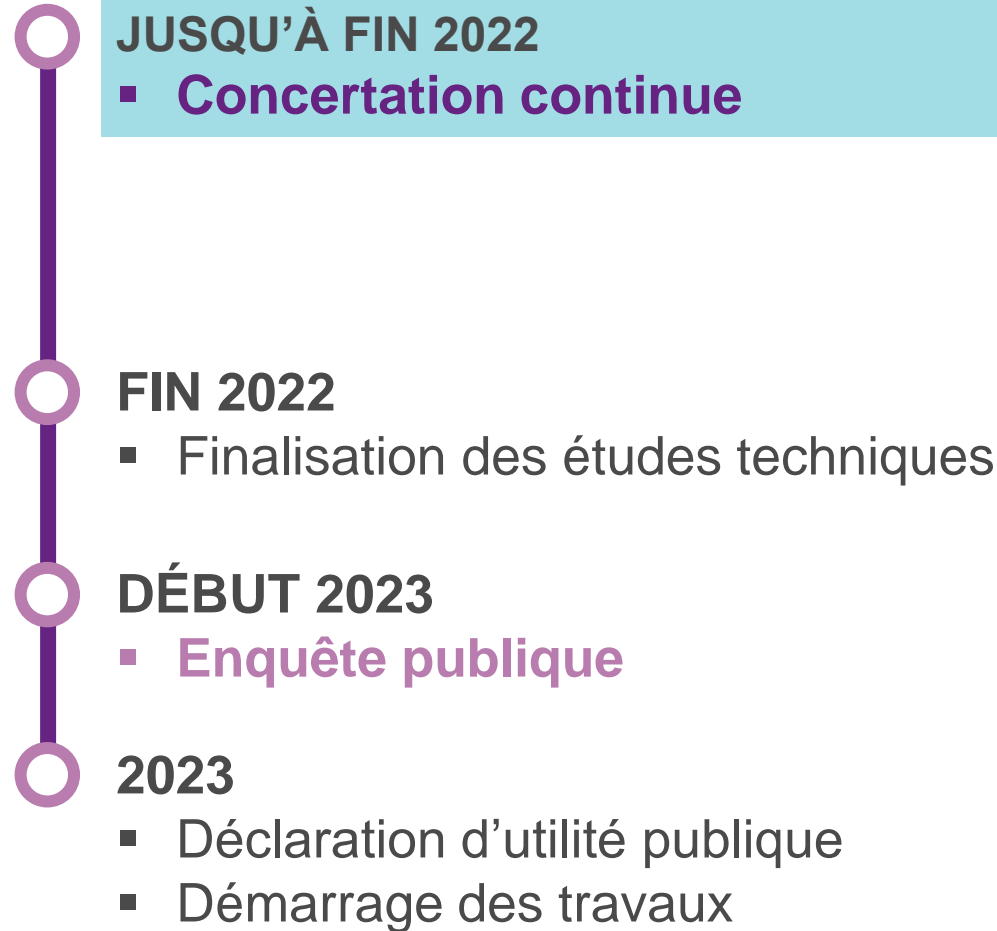 JUSQU’À FIN 2022
▪ Concertation continue
FIN 2022
▪ Finalisation des études techniques
DÉBUT 2023
▪ Enquête publique
2023
▪ Déclaration d’utilité publique
▪ Démarrage des travaux